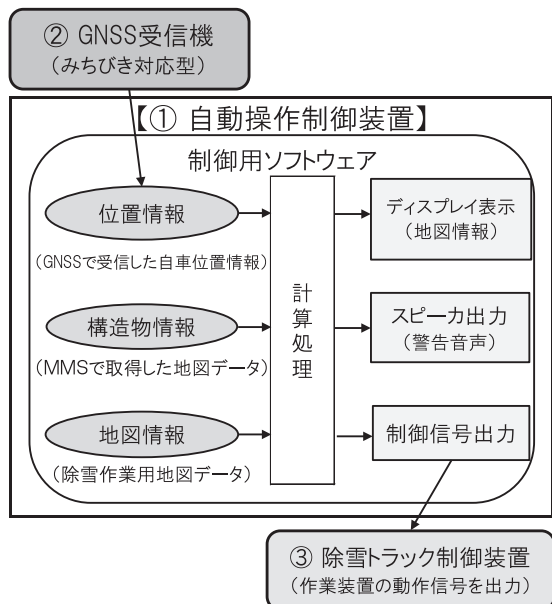 ② GNSS受信機
（みちびき対応型）
【① 自動操作制御装置】
制御用ソフトウェア
位置情報
（GNSSで受信した自車位置情報）
構造物情報
（MMSで取得した地図データ）
地図情報
（除雪作業用地図データ）
計算処理
ディスプレイ表示
（地図情報）
スピーカ出力
（警告音声）
制御信号出力
③ 除雪トラック制御装置
（作業装置の動作信号を出力）